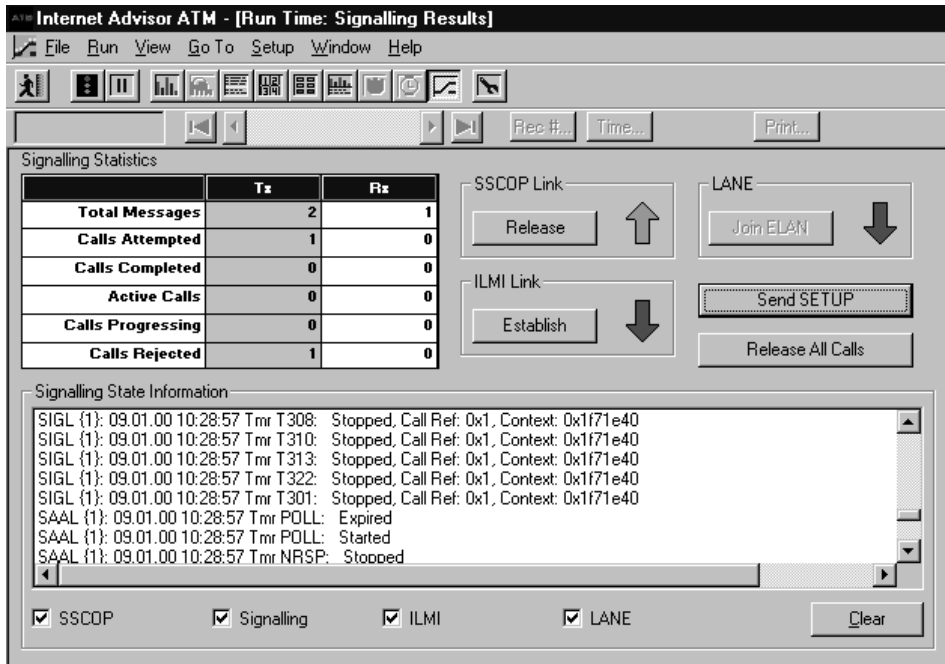 ATM Internet Advisor ATM - [Run Time: Signalling Results]
File Run View Go To Setup Window Help
Rec #... Time... Print...
Signalling Statistics
Tx Rx
Total Messages 2 1
Calls Attempted 1 0
Calls Completed 0 0
Active Calls 0 0
Calls Progressing 0 0
Calls Rejected 1 0
SSCOP Link
Release
LANE
Join ELAN
ILMI Link
Establish
Send SETUP
Release All Calls
Signalling State Information
SIGL {1}: 09.01.00 10:28:57 Tmr T308: Stopped, Call Ref: 0x1, Context: 0x1f71e40
SIGL {1}: 09.01.00 10:28:57 Tmr T310: Stopped, Call Ref: 0x1, Context: 0x1f71e40
SIGL {1}: 09.01.00 10:28:57 Tmr T313: Stopped, Call Ref: 0x1, Context: 0x1f71e40
SIGL {1}: 09.01.00 10:28:57 Tmr T322: Stopped, Call Ref: 0x1, Context: 0x1f71e40
SIGL {1}: 09.01.00 10:28:57 Tmr T301: Stopped, Call Ref: 0x1, Context: 0x1f71e40
SAAL {1}: 09.01.00 10:28:57 Tmr POLL: Expired
SAAL {1}: 09.01.00 10:28:57 Tmr POLL: Started
SAAL {1}: 09.01.00 10:28:57 Tmr NRSP: Stopped
SSCOP Signalling ILMI LANE Clear